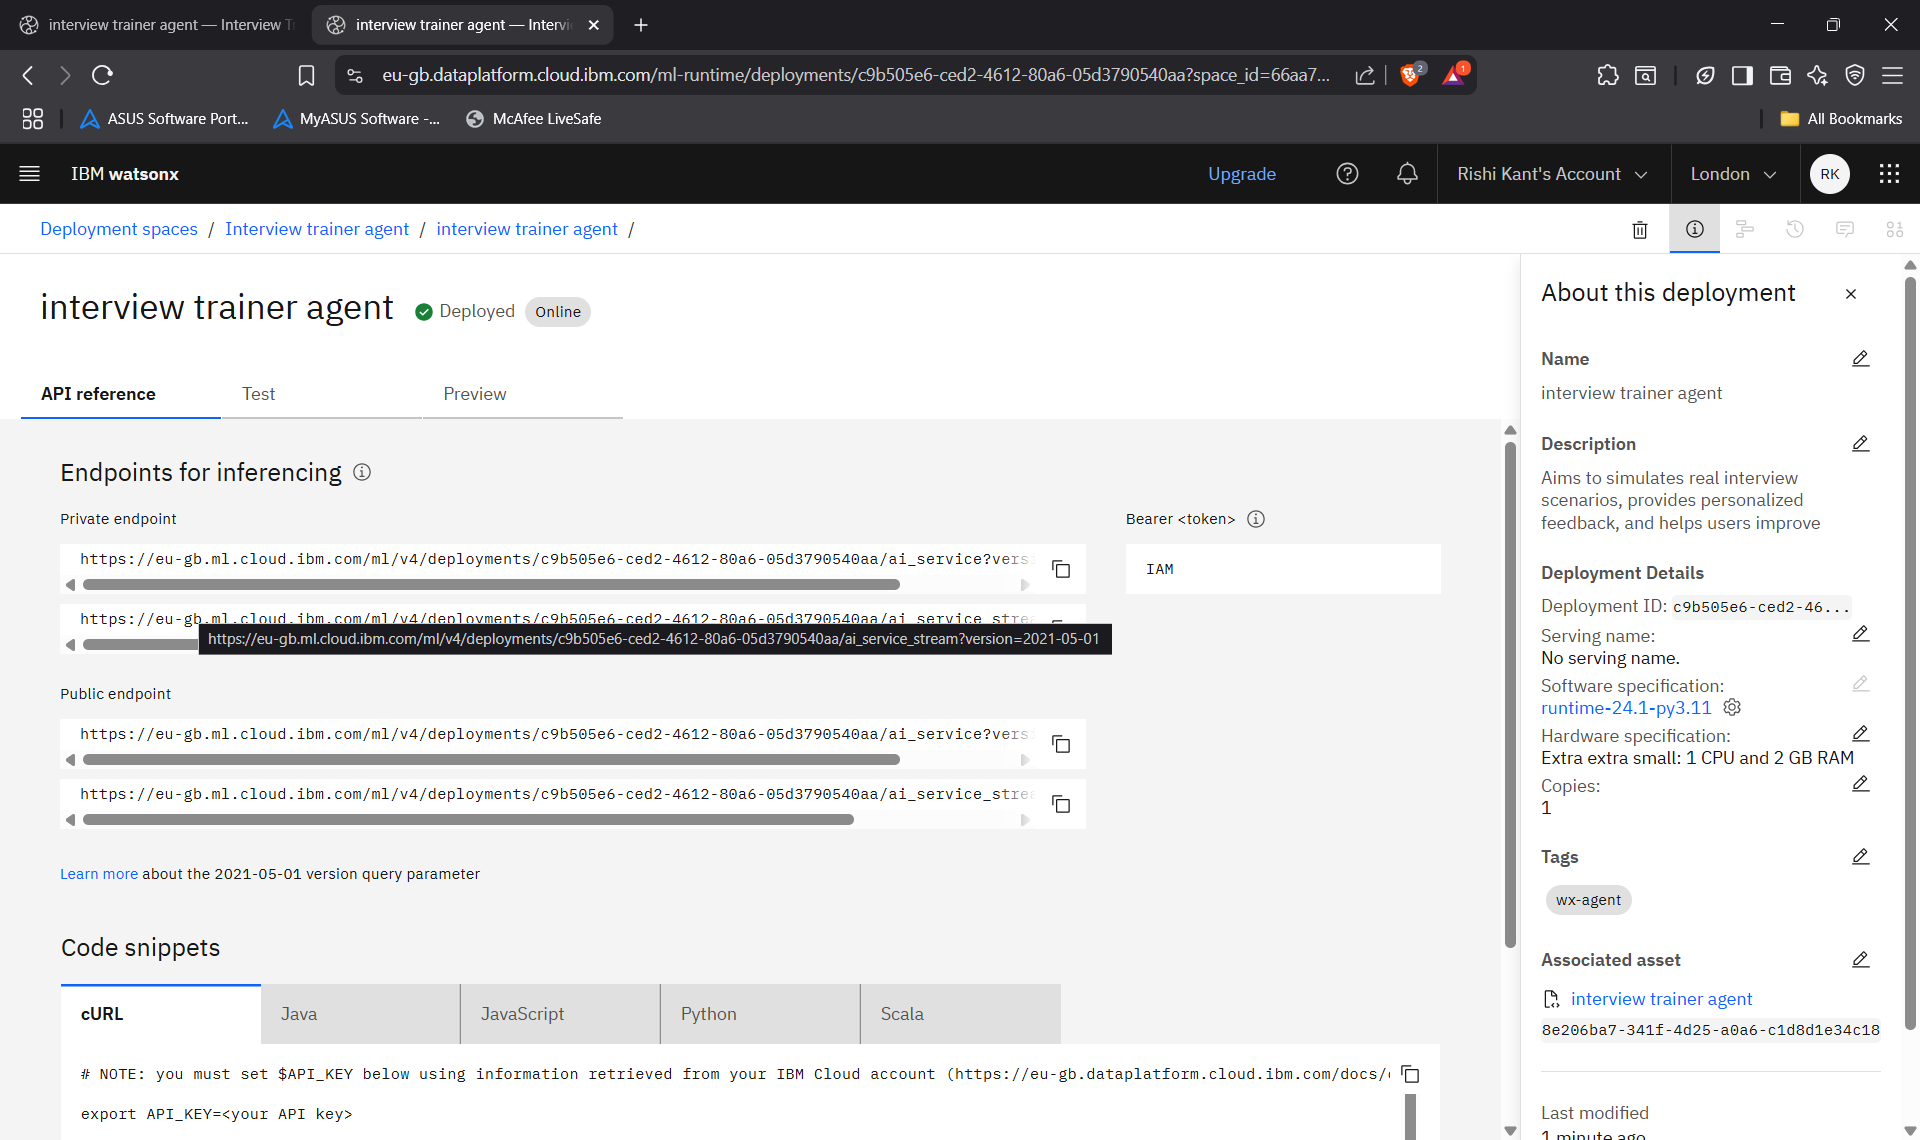 interview trainer agent — Interview T
interview trainer agent — Intervi
eu-gb.dataplatform.cloud.ibm.com/ml-runtime/deployments/c9b505e6-ced2-4612-80a6-05d3790540aa?space_id=66aa7...
2
1
ASUS Software Port...
MyASUS Software -...
McAfee LiveSafe
All Bookmarks
IBM watsonx
Upgrade
Rishi Kant's Account
London
RK
Deployment spaces / Interview trainer agent / interview trainer agent /
interview trainer agent
Deployed
Online
API reference
Test
Preview
Endpoints for inferencing
Private endpoint
Bearer <token>
https://eu-gb.ml.cloud.ibm.com/ml/v4/deployments/c9b505e6-ced2-4612-80a6-05d3790540aa/ai_service?vers
IAM
https://eu-gb.ml.cloud.ibm.com/ml/v4/deployments/c9b505e6-ced2-4612-80a6-05d3790540aa/ai_service_strea
https://eu-gb.ml.cloud.ibm.com/ml/v4/deployments/c9b505e6-ced2-4612-80a6-05d3790540aa/ai_service_stream?version=2021-05-01
Public endpoint
https://eu-gb.ml.cloud.ibm.com/ml/v4/deployments/c9b505e6-ced2-4612-80a6-05d3790540aa/ai_service?vers
https://eu-gb.ml.cloud.ibm.com/ml/v4/deployments/c9b505e6-ced2-4612-80a6-05d3790540aa/ai_service_strea
Learn more about the 2021-05-01 version query parameter
Code snippets
cURL
Java
JavaScript
Python
Scala
# NOTE: you must set $API_KEY below using information retrieved from your IBM Cloud account (https://eu-gb.dataplatform.cloud.ibm.com/docs/
export API_KEY=<your API key>
About this deployment
Name
interview trainer agent
Description
Aims to simulates real interview
scenarios, provides personalized
feedback, and helps users improve
Deployment Details
Deployment ID: c9b505e6-ced2-46...
Serving name:
No serving name.
Software specification:
runtime-24.1-py3.11
Hardware specification:
Extra extra small: 1 CPU and 2 GB RAM
Copies:
1
Tags
wx-agent
Associated asset
interview trainer agent
8e206ba7-341f-4d25-a0a6-c1d8d1e34c18
Last modified
1 minute ago